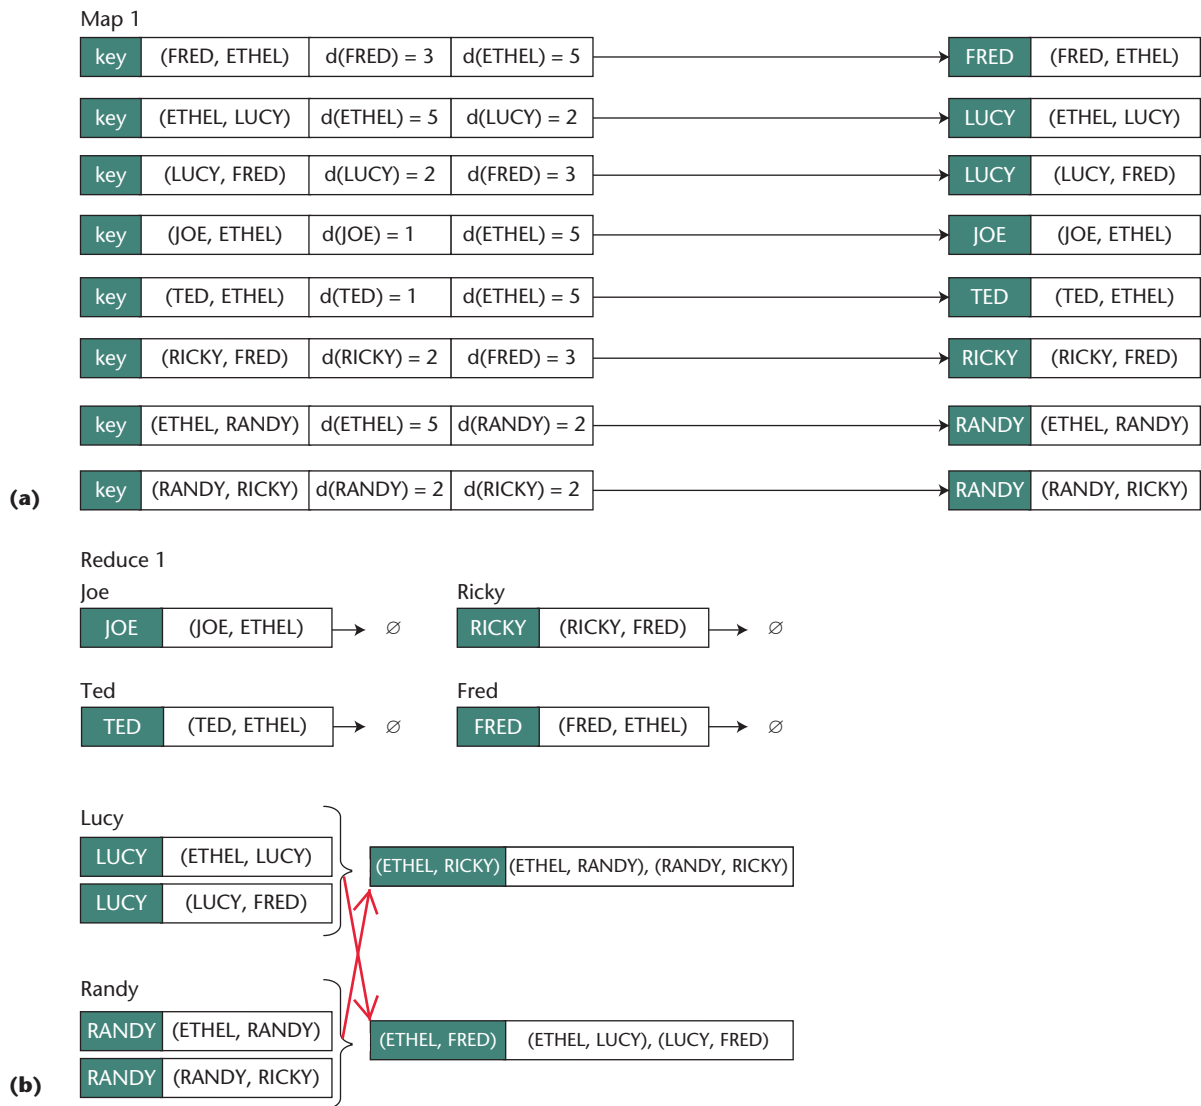 Map 1
key (FRED, ETHEL) d(FRED) = 3 d(ETHEL) = 5 FRED (FRED, ETHEL)
key (ETHEL, LUCY) d(ETHEL) = 5 d(LUCY) = 2 LUCY (ETHEL, LUCY)
key (LUCY, FRED) d(LUCY) = 2 d(FRED) = 3 LUCY (LUCY, FRED)
key (JOE, ETHEL) d(JOE) = 1 d(ETHEL) = 5 JOE (JOE, ETHEL)
key (TED, ETHEL) d(TED) = 1 d(ETHEL) = 5 TED (TED, ETHEL)
key (RICKY, FRED) d(RICKY) = 2 d(FRED) = 3 RICKY (RICKY, FRED)
key (ETHEL, RANDY) d(ETHEL) = 5 d(RANDY) = 2 RANDY (ETHEL, RANDY)
(a) key (RANDY, RICKY) d(RANDY) = 2 d(RICKY) = 2 RANDY (RANDY, RICKY)
Reduce 1
Joe Ricky
JOE (JOE, ETHEL) ∅ RICKY (RICKY, FRED) ∅
Ted Fred
TED (TED, ETHEL) ∅ FRED (FRED, ETHEL) ∅
Lucy
LUCY (ETHEL, LUCY)
(ETHEL, RICKY) (ETHEL, RANDY), (RANDY, RICKY)
LUCY (LUCY, FRED)
Randy
RANDY (ETHEL, RANDY)
(ETHEL, FRED) (ETHEL, LUCY), (LUCY, FRED)
(b) RANDY (RANDY, RICKY)